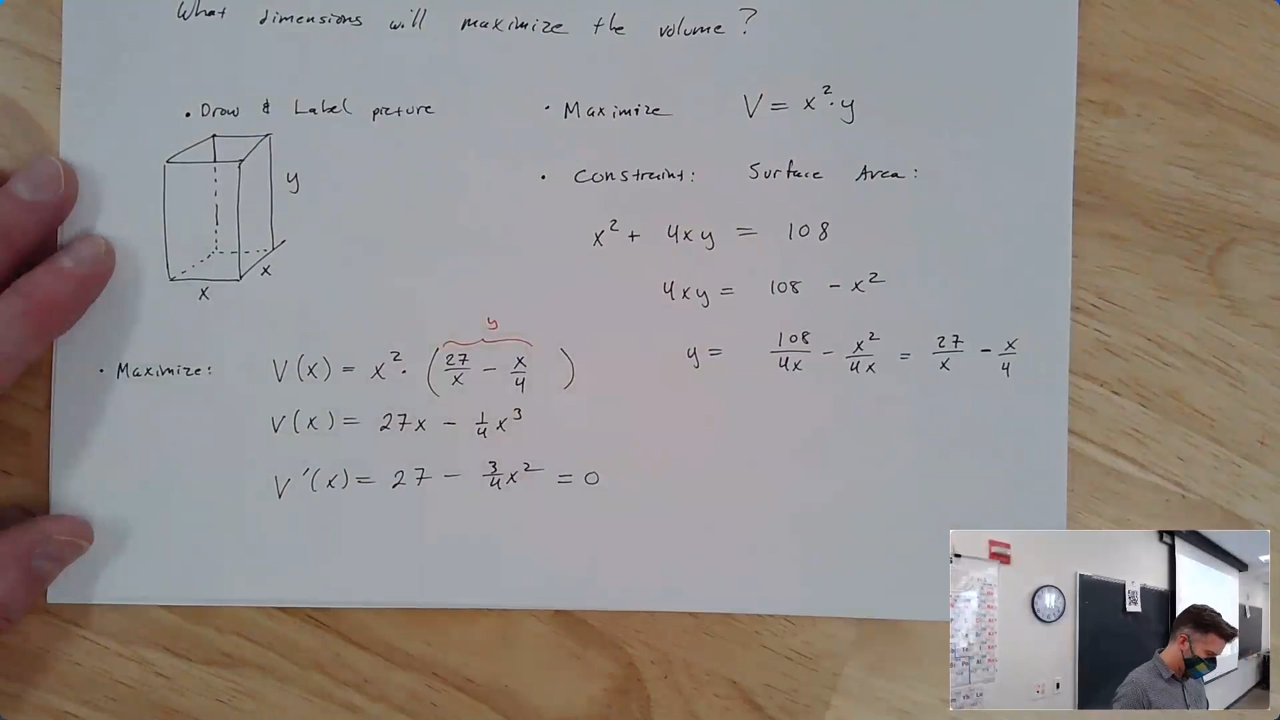 What dimensions will maximize the volume?
• Draw & Label picture
y
x
x
• Maximize V = x²·y
• Constraint: Surface Area:
x² + 4xy = 108
4xy = 108 - x²
y = 108/4x - x²/4x = 27/x - x/4
y
• Maximize: V(x) = x²·(27/x - x/4)
V(x) = 27x - 1/4 x³
V'(x) = 27 - 3/4 x² = 0